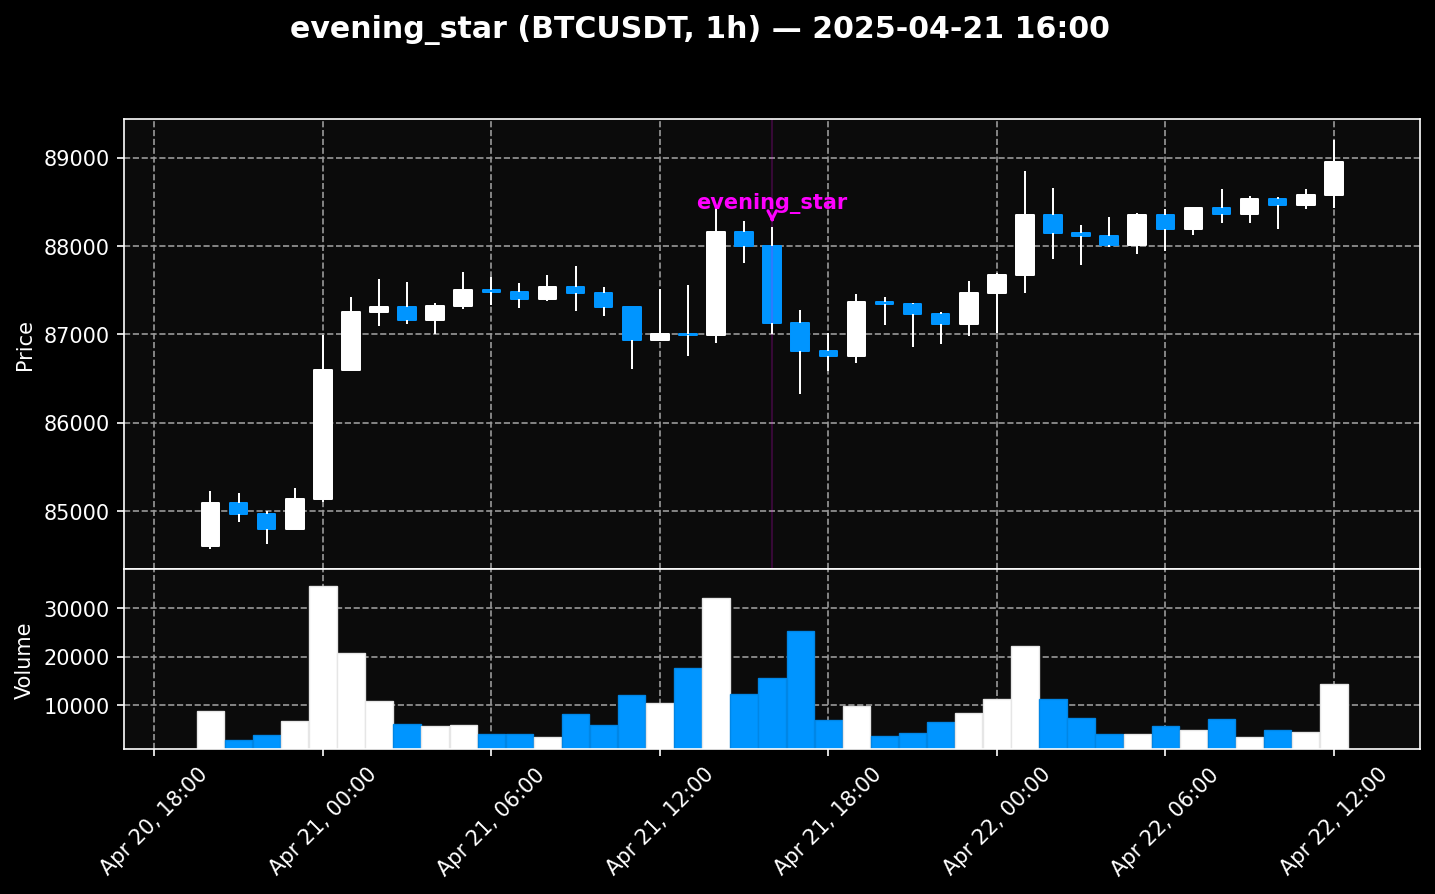 evening_star (BTCUSDT, 1h) — 2025-04-21 16:00
89000
88000
87000
86000
85000
Price
evening_star
30000
20000
10000
Volume
Apr 20, 18:00
Apr 21, 00:00
Apr 21, 06:00
Apr 21, 12:00
Apr 21, 18:00
Apr 22, 00:00
Apr 22, 06:00
Apr 22, 12:00